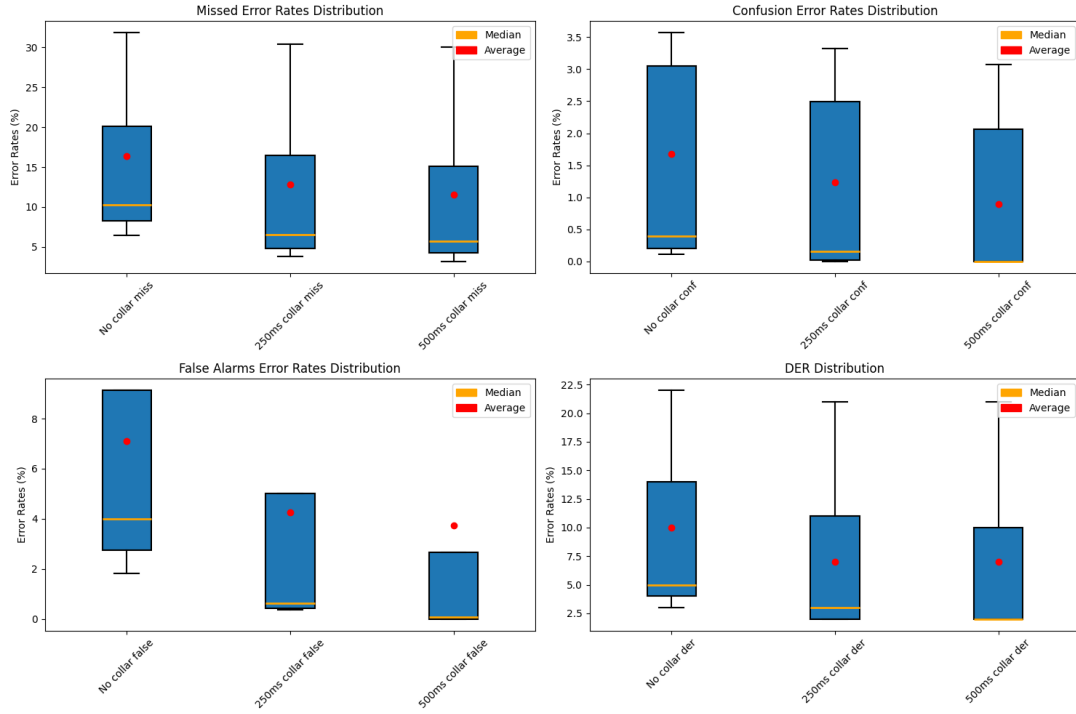 Missed Error Rates Distribution
Error Rates (%)
30
25
20
15
10
5
Median
Average
No collar miss
250ms collar miss
500ms collar miss
Confusion Error Rates Distribution
Error Rates (%)
3.5
3.0
2.5
2.0
1.5
1.0
0.5
0.0
Median
Average
No collar conf
250ms collar conf
500ms collar conf
False Alarms Error Rates Distribution
Error Rates (%)
8
6
4
2
0
Median
Average
No collar false
250ms collar false
500ms collar false
DER Distribution
Error Rates (%)
22.5
20.0
17.5
15.0
12.5
10.0
7.5
5.0
2.5
Median
Average
No collar der
250ms collar der
500ms collar der